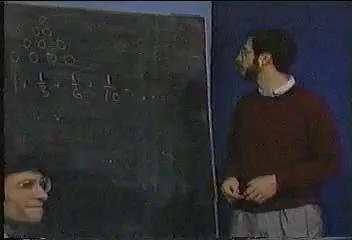 1 + 1/3 + 1/6 + 1/10 + . . . .